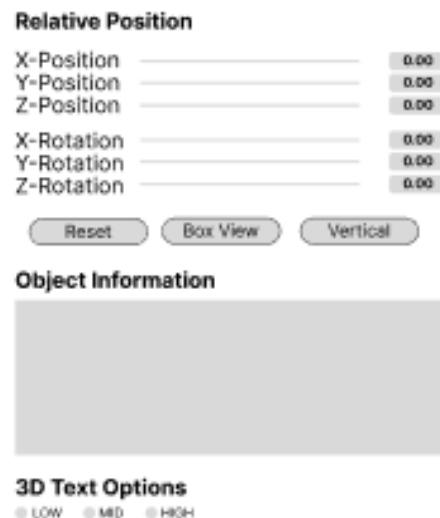 Relative Position
X-Position 0.00
Y-Position 0.00
Z-Position 0.00
X-Rotation 0.00
Y-Rotation 0.00
Z-Rotation 0.00
Reset Box View Vertical
Object Information
3D Text Options
LOW MID HIGH